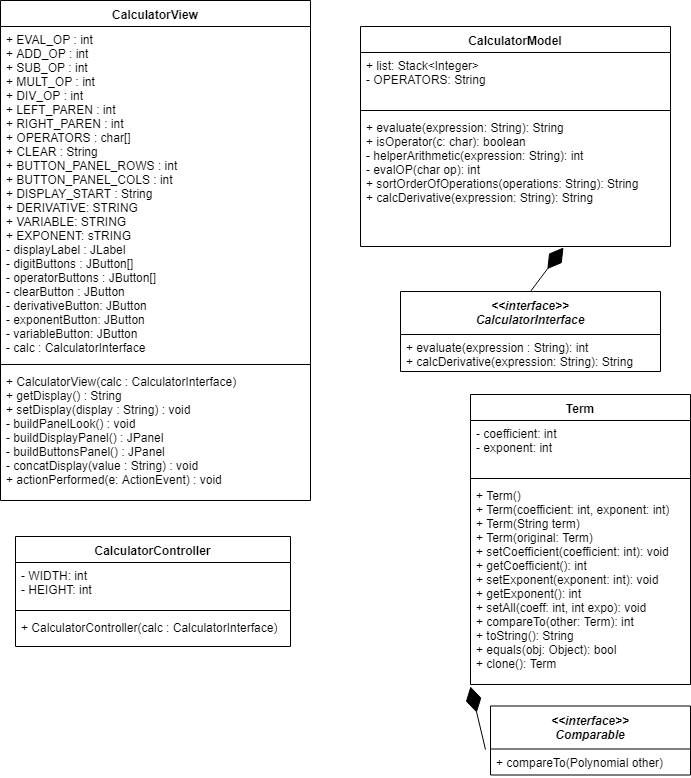 CalculatorView
+ EVAL_OP : int
+ ADD_OP : int
+ SUB_OP : int
+ MULT_OP : int
+ DIV_OP : int
+ LEFT_PAREN : int
+ RIGHT_PAREN : int
+ OPERATORS : char[]
+ CLEAR : String
+ BUTTON_PANEL_ROWS : int
+ BUTTON_PANEL_COLS : int
+ DISPLAY_START : String
+ DERIVATIVE: STRING
+ VARIABLE: STRING
+ EXPONENT: sTRING
- displayLabel : JLabel
- digitButtons : JButton[]
- operatorButtons : JButton[]
- clearButton : JButton
- derivativeButton: JButton
- exponentButton: JButton
- variableButton: JButton
- calc : CalculatorInterface
+ CalculatorView(calc : CalculatorInterface)
+ getDisplay() : String
+ setDisplay(display : String) : void
- buildPanelLook() : void
- buildDisplayPanel() : JPanel
- buildButtonsPanel() : JPanel
- concatDisplay(value : String) : void
+ actionPerformed(e: ActionEvent) : void
CalculatorModel
+ list: Stack<Integer>
- OPERATORS: String
+ evaluate(expression: String): String
+ isOperator(c: char): boolean
- helperArithmetic(expression: String): int
- evalOP(char op): int
+ sortOrderOfOperations(operations: String): String
+ calcDerivative(expression: String): String
<<interface>>
CalculatorInterface
+ evaluate(expression : String): int
+ calcDerivative(expression: String): String
Term
- coefficient: int
- exponent: int
+ Term()
+ Term(coefficient: int, exponent: int)
+ Term(String term)
+ Term(original: Term)
+ setCoefficient(coefficient: int): void
+ getCoefficient(): int
+ setExponent(exponent: int): void
+ getExponent(): int
+ setAll(coeff: int, int expo): void
+ compareTo(other: Term): int
+ toString(): String
+ equals(obj: Object): bool
+ clone(): Term
CalculatorController
- WIDTH: int
- HEIGHT: int
+ CalculatorController(calc : CalculatorInterface)
<<interface>>
Comparable
+ compareTo(Polynomial other)